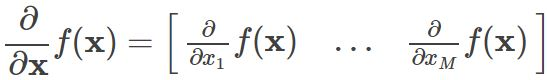 ∂/∂𝐱 f(𝐱) = [ ∂/∂x₁ f(𝐱) … ∂/∂x_M f(𝐱) ]